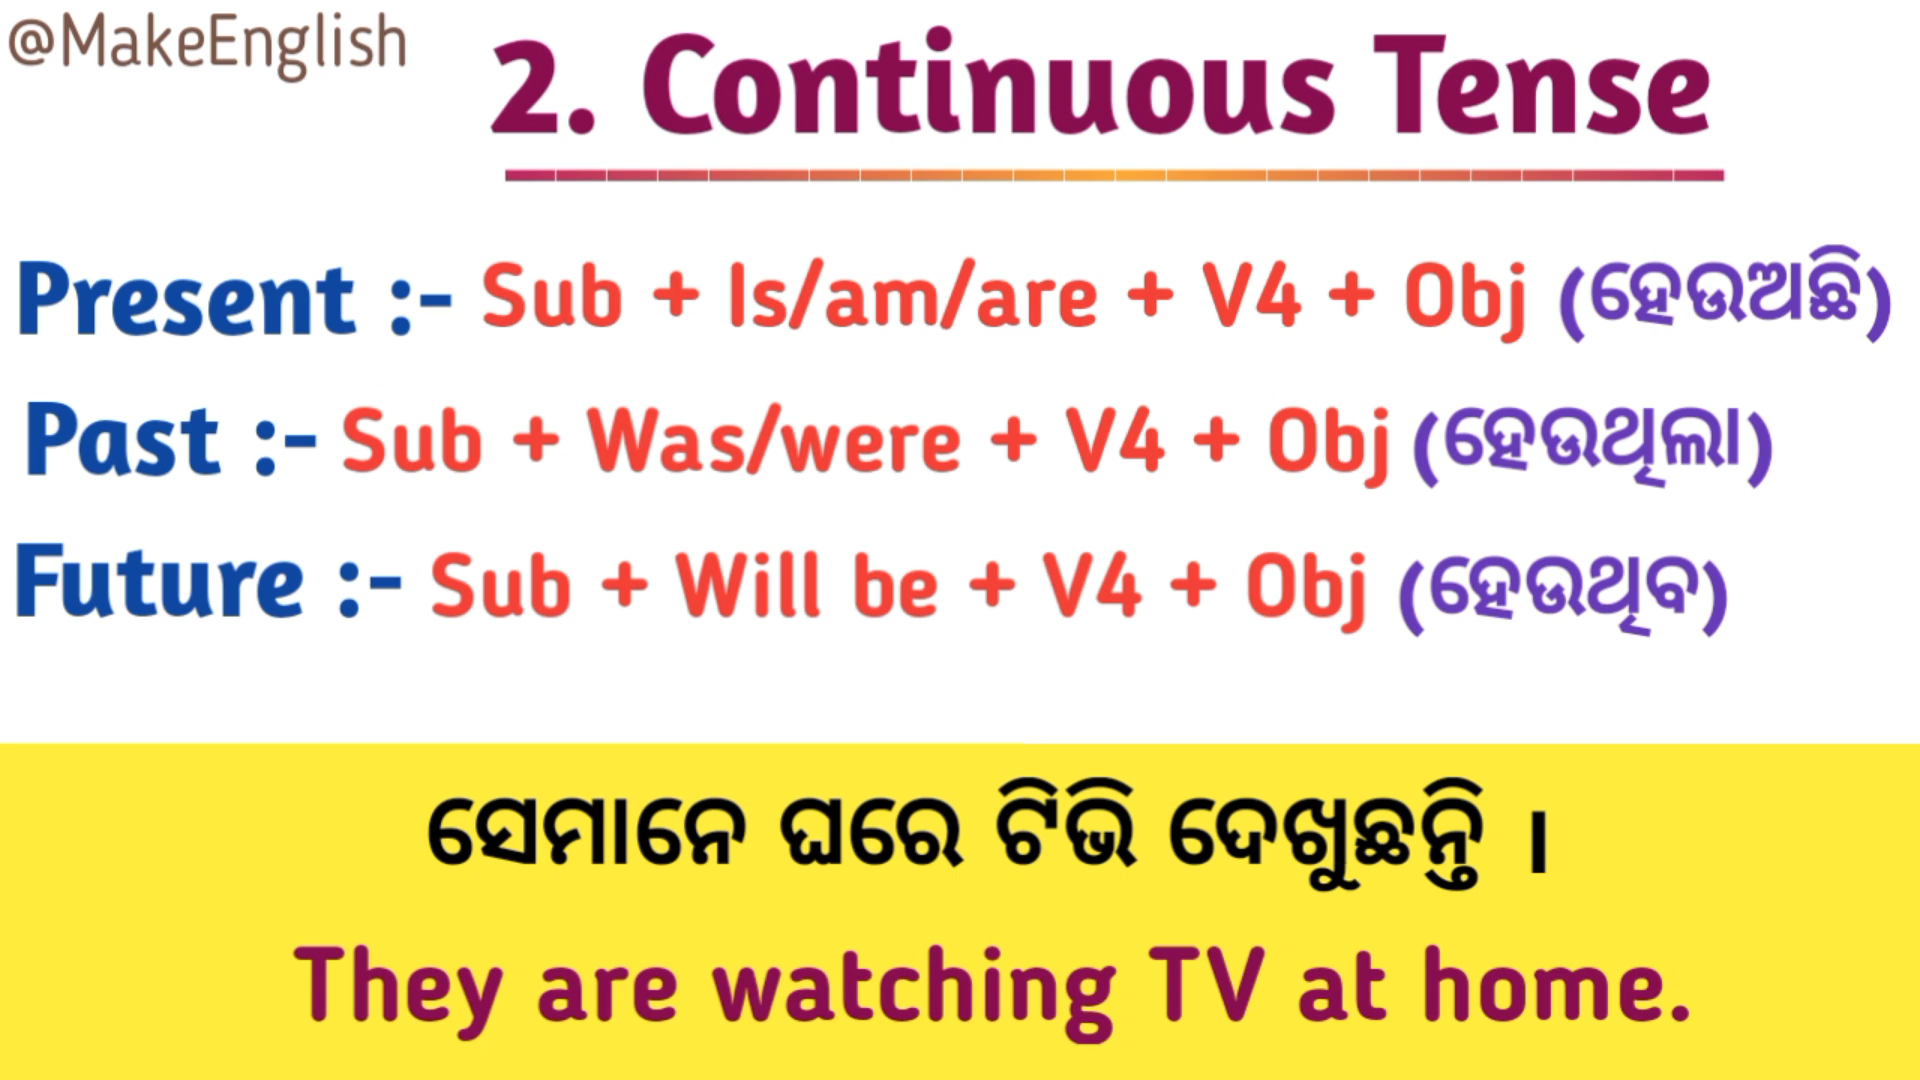 @MakeEnglish
2. Continuous Tense
Present :- Sub + Is/am/are + V4 + Obj (ହେଉଅଛି)
Past :- Sub + Was/were + V4 + Obj (ହେଉଥିଲା)
Future :- Sub + Will be + V4 + Obj (ହେଉଥିବ)
ସେମାନେ ଘରେ ଟିଭି ଦେଖୁଛନ୍ତି ।
They are watching TV at home.